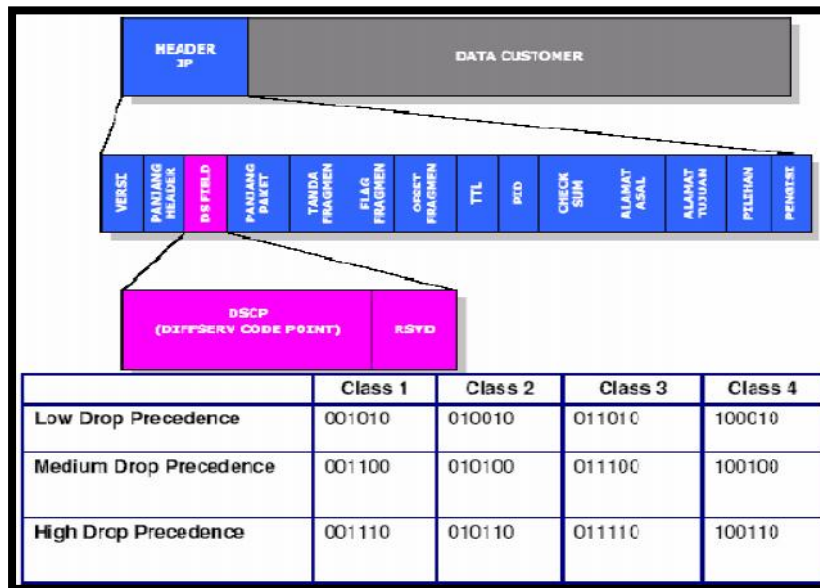 HEADER
IP
DATA CUSTOMER
VERSI
PANJANG
HEADER
DS FIELD
PANJANG
PAKET
TANDA
FRAGMEN
FLAG
FRAGMEN
OFSET
FRAGMEN
TTL
PID
CHECK
SUM
ALAMAT
ASAL
ALAMAT
TUJUAN
PILIHAN
PENGISI
DSCP
(DIFFSERV CODE POINT)
RSVD
Class 1 Class 2 Class 3 Class 4
Low Drop Precedence 001010 010010 011010 100010
Medium Drop Precedence 001100 010100 011100 100100
High Drop Precedence 001110 010110 011110 100110